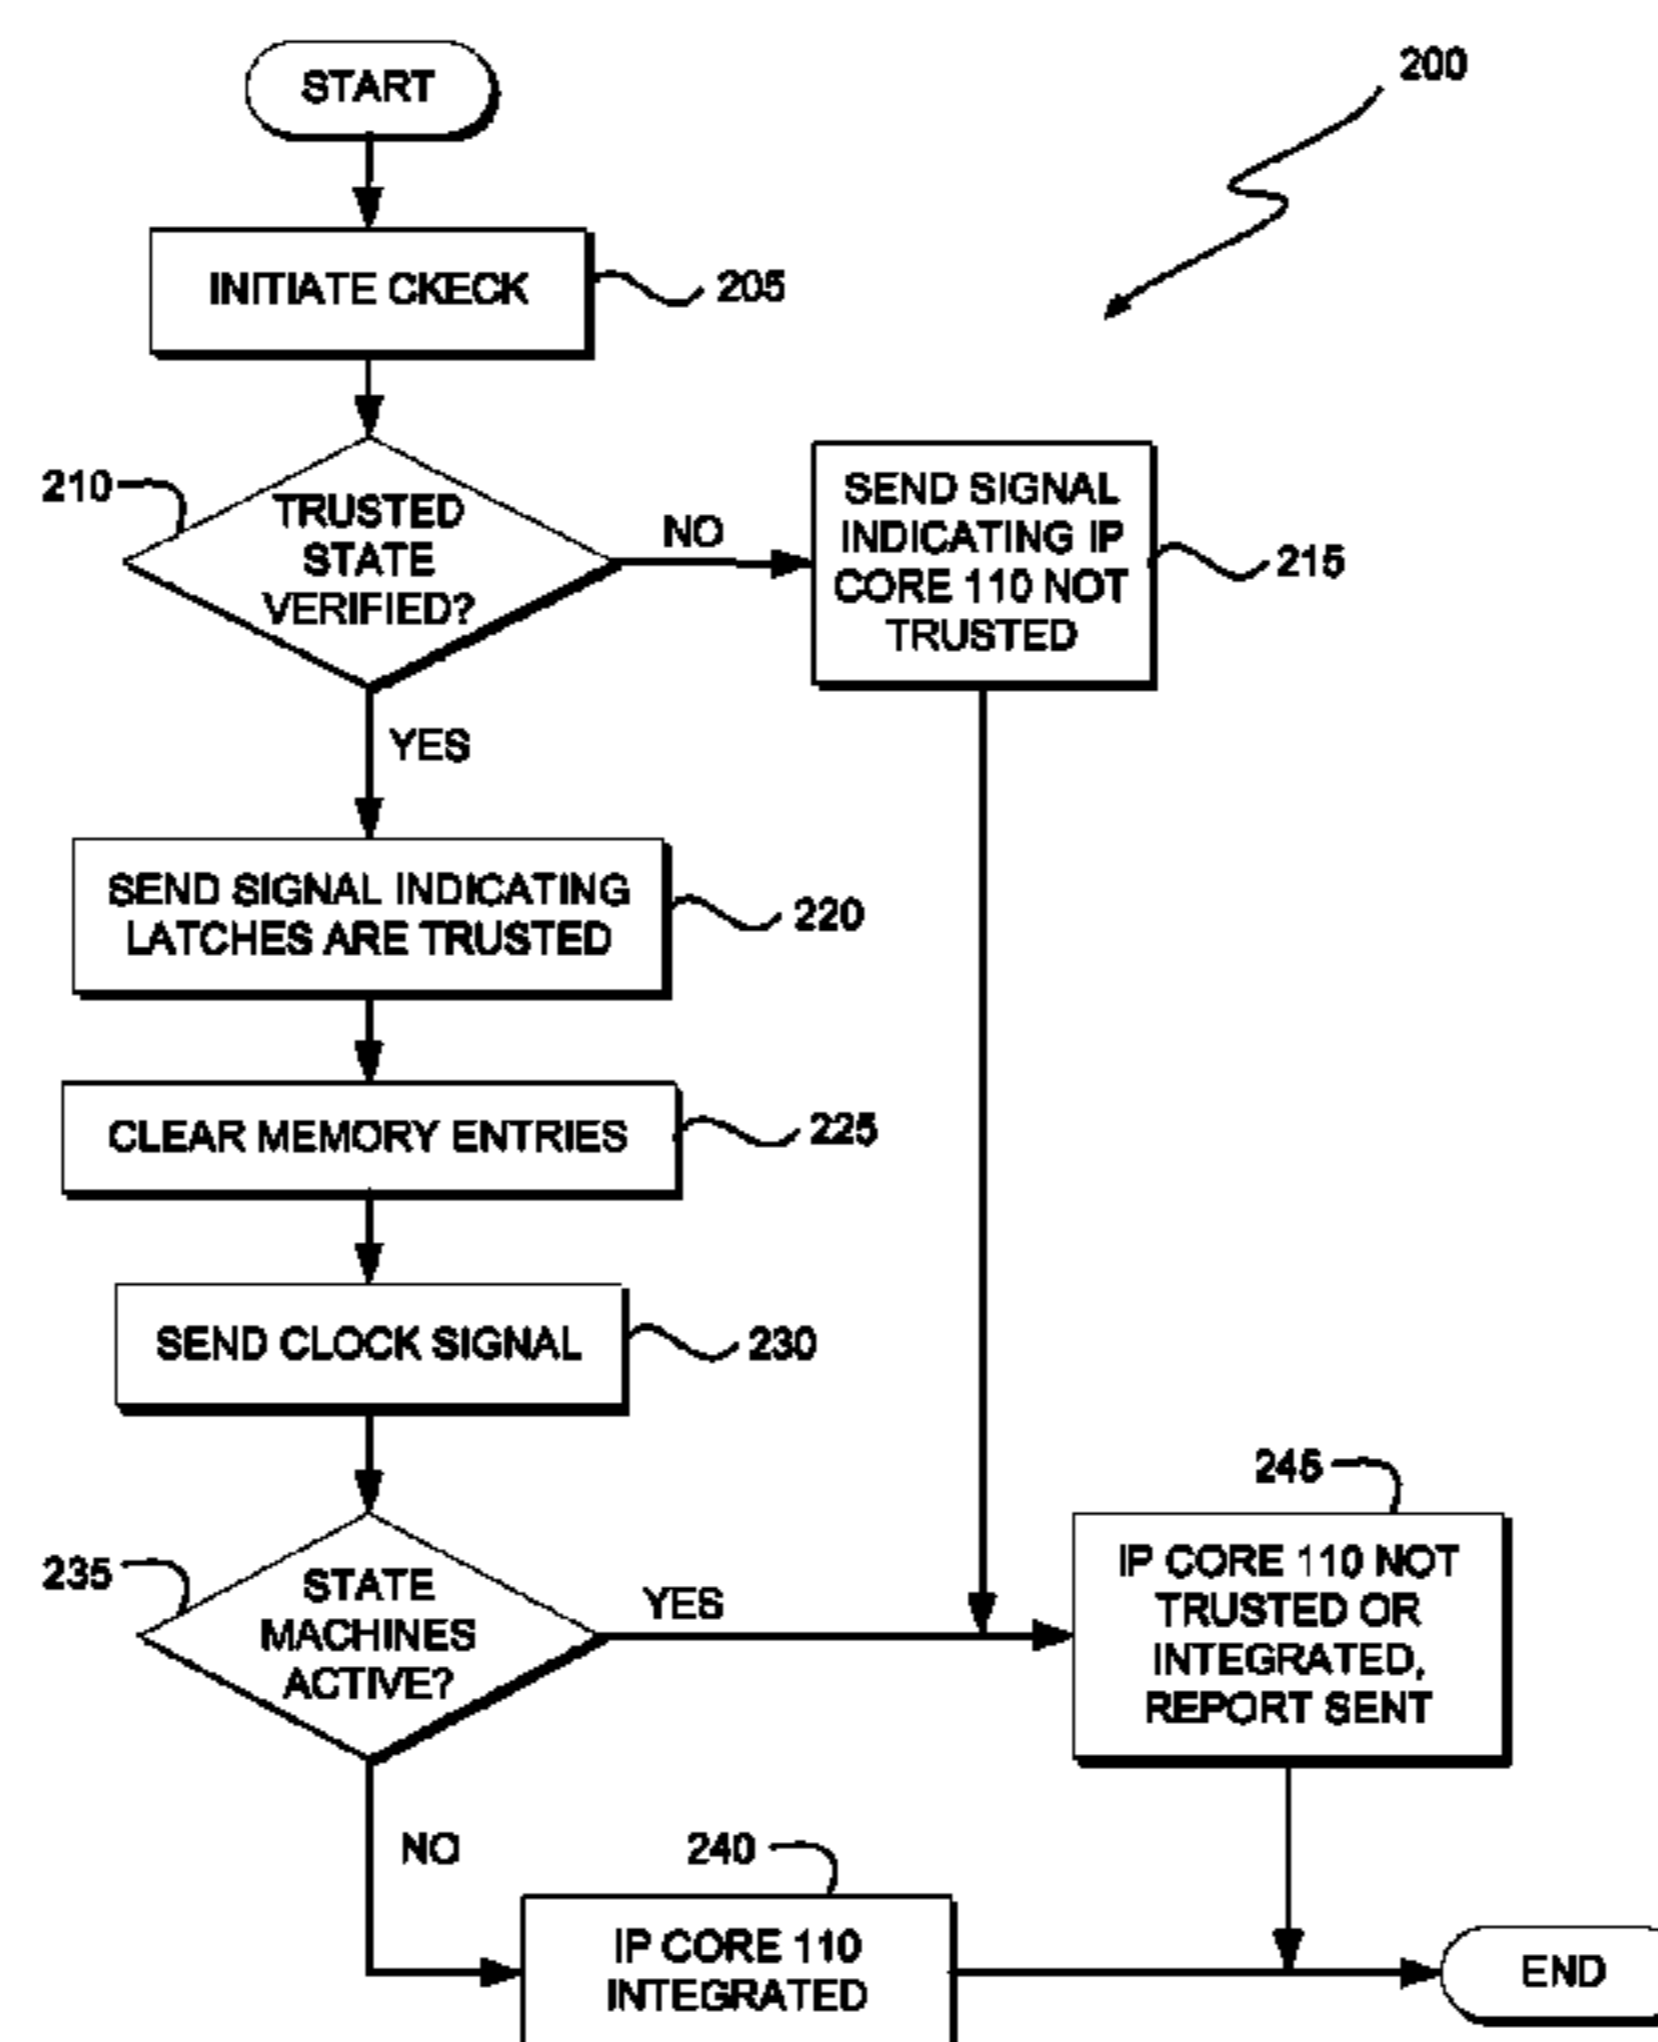 START
200
INITIATE CKECK
205
210
TRUSTED
STATE
VERIFIED?
NO
SEND SIGNAL
INDICATING IP
CORE 110 NOT
TRUSTED
215
YES
SEND SIGNAL INDICATING
LATCHES ARE TRUSTED
220
CLEAR MEMORY ENTRIES
225
SEND CLOCK SIGNAL
230
235
STATE
MACHINES
ACTIVE?
YES
245
IP CORE 110 NOT
TRUSTED OR
INTEGRATED,
REPORT SENT
NO
240
IP CORE 110
INTEGRATED
END